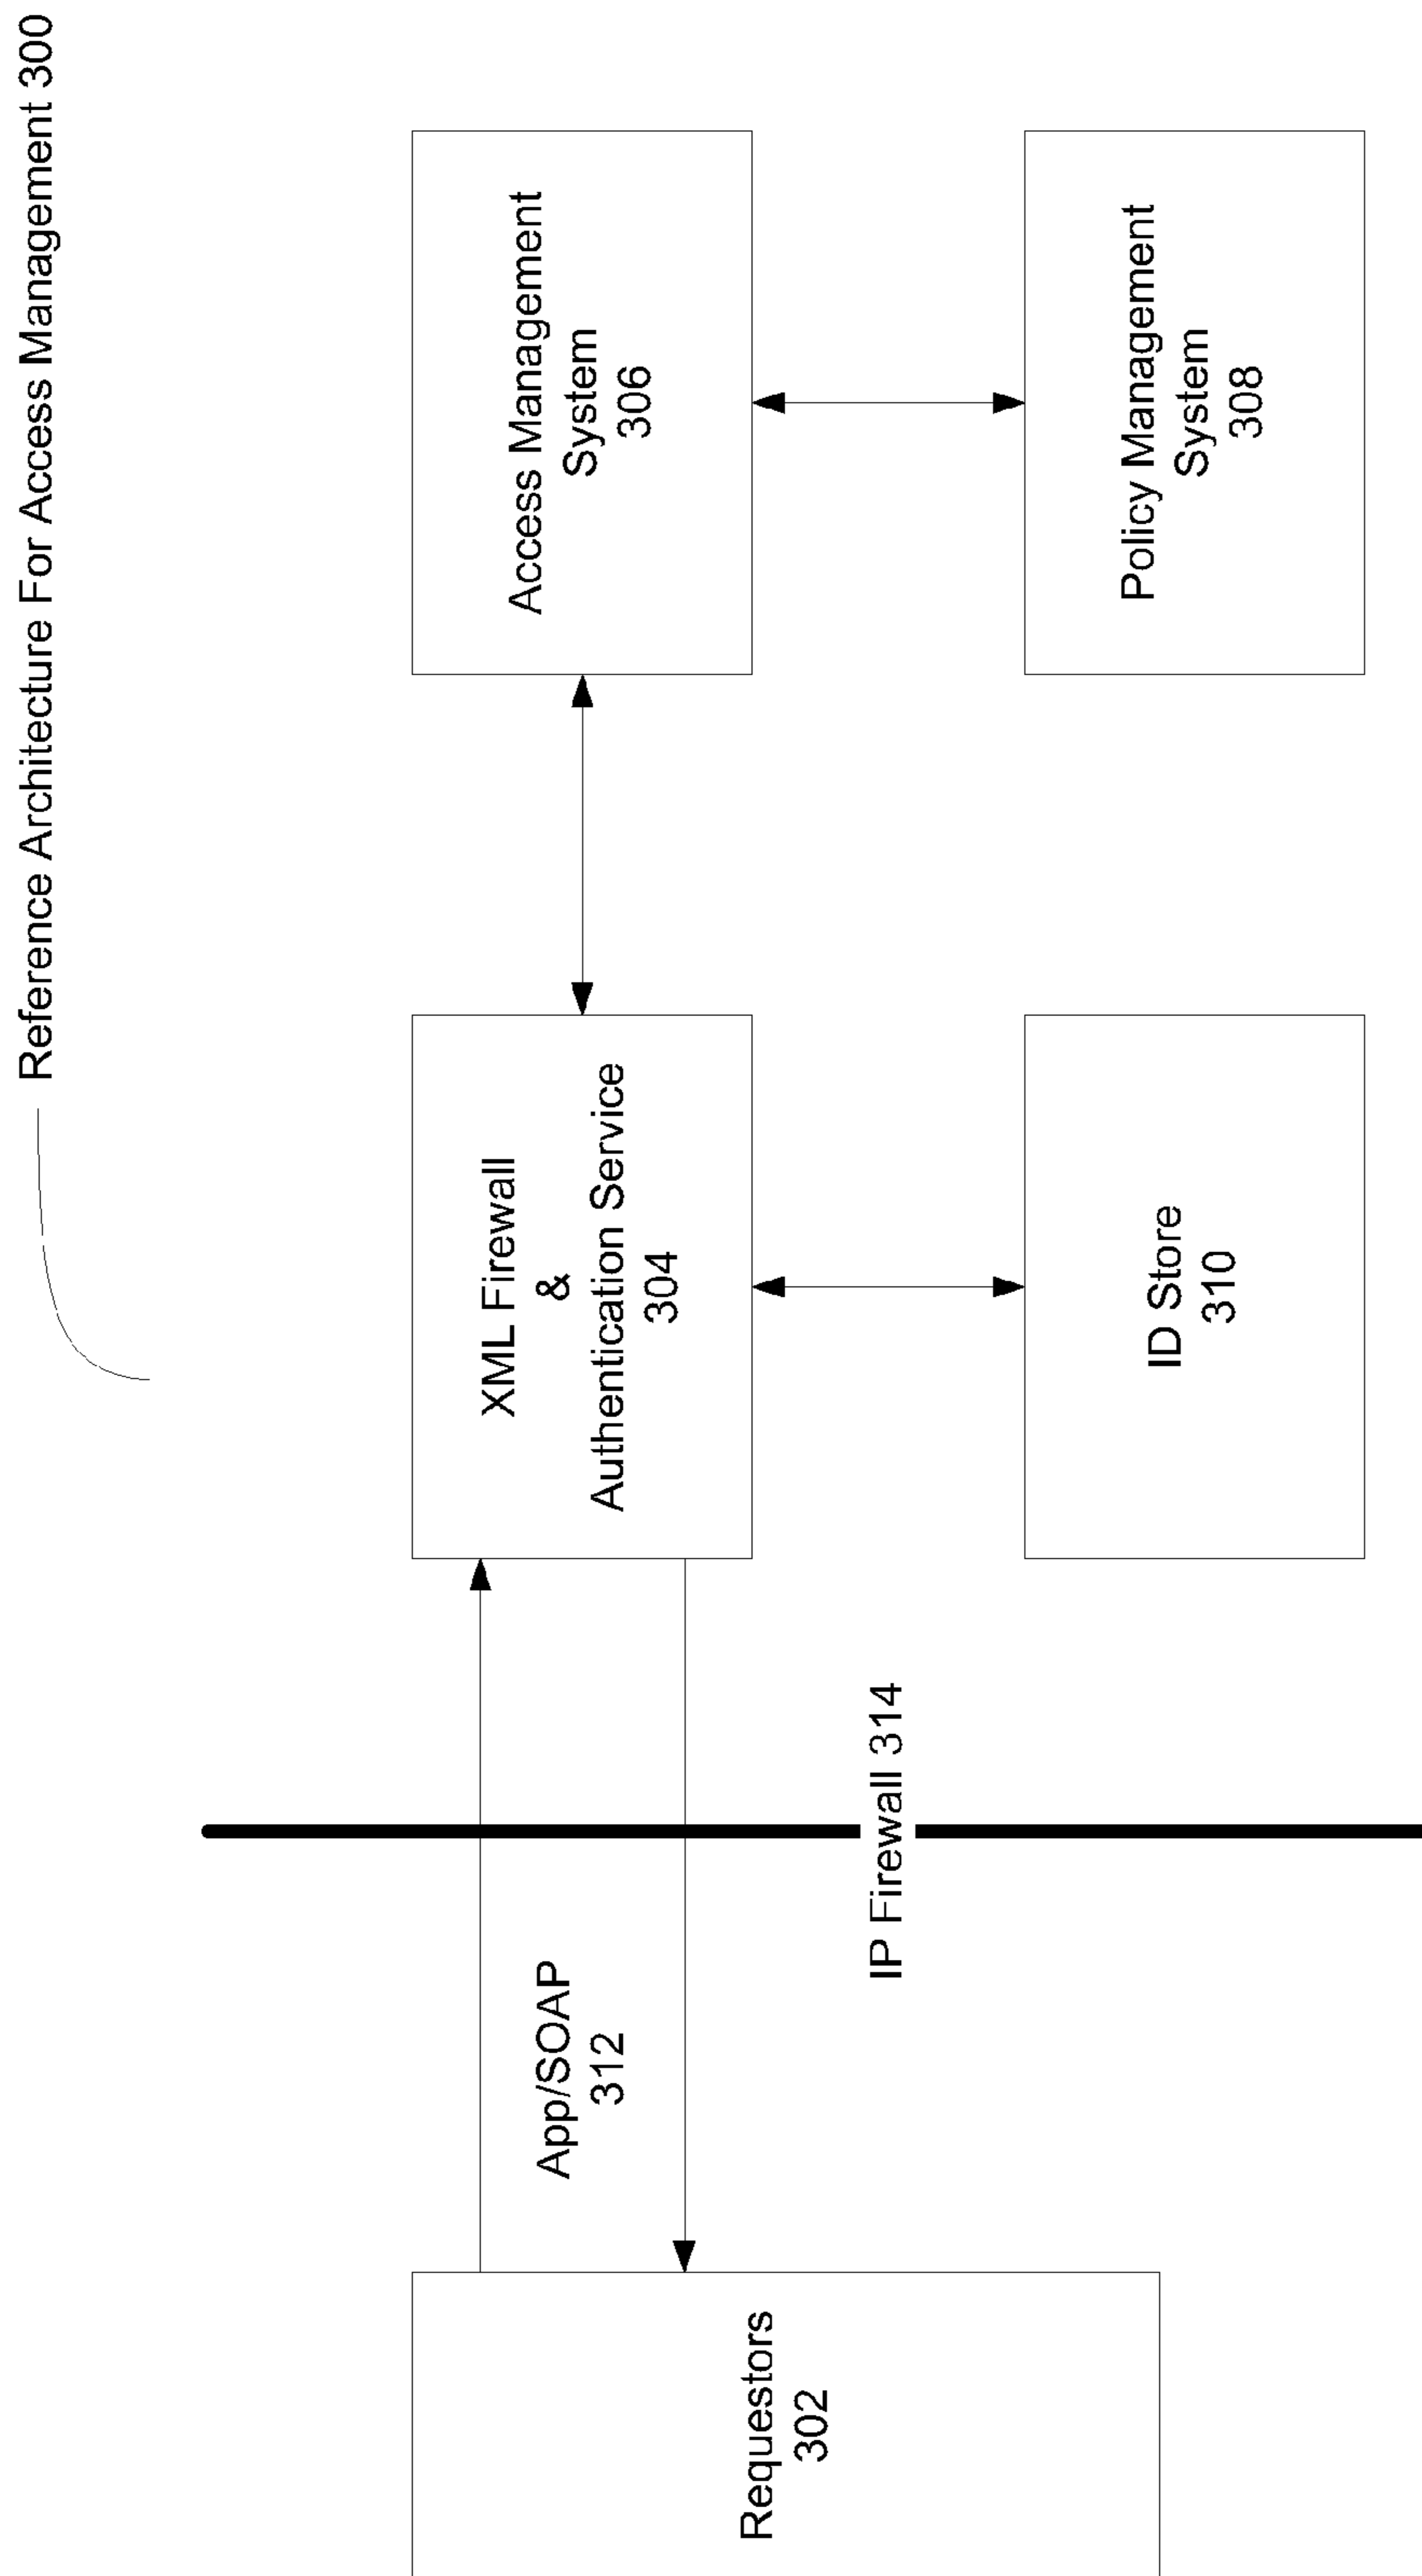 Reference Architecture For Access Management 300
Requestors
302
App/SOAP
312
IP Firewall 314
XML Firewall
&
Authentication Service
304
Access Management
System
306
ID Store
310
Policy Management
System
308